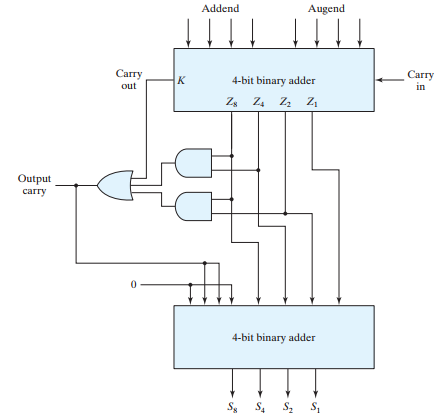 Addend Augend
Carry out
K
4-bit binary adder
Carry in
Z₈ Z₄ Z₂ Z₁
Output carry
0
4-bit binary adder
S₈ S₄ S₂ S₁